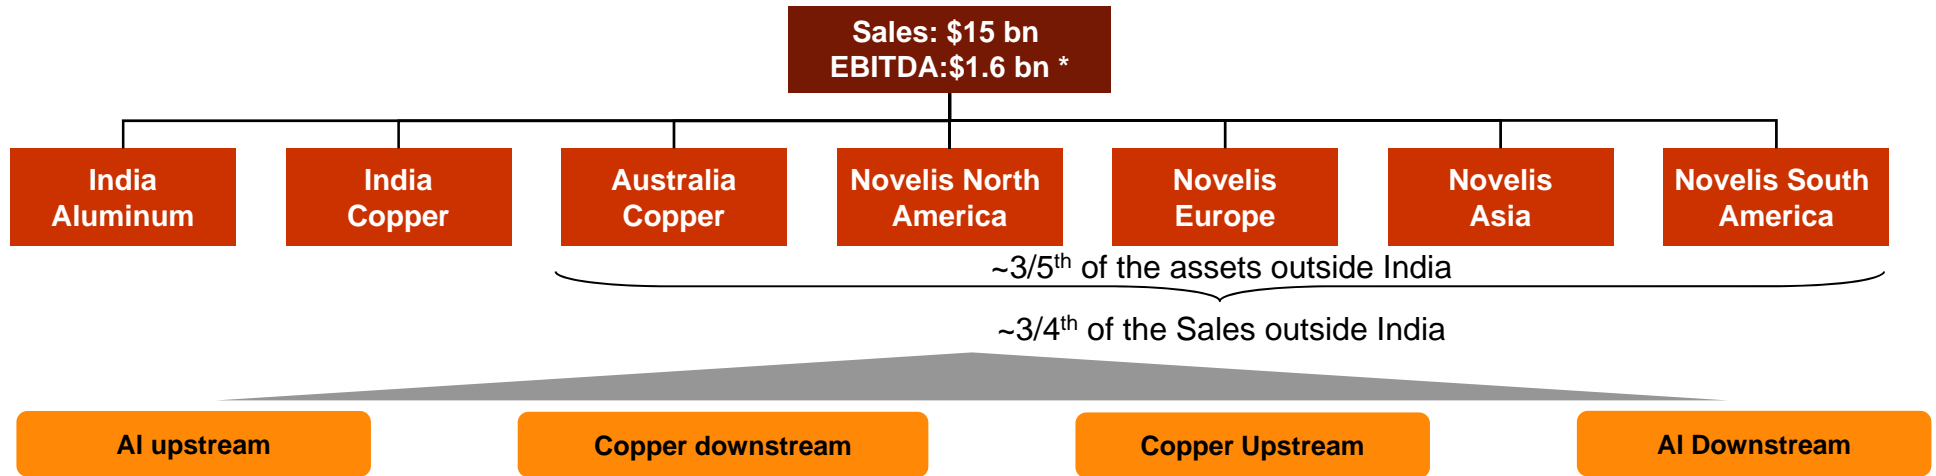 Sales: $15 bn
EBITDA:$1.6 bn *
India
Aluminum
India
Copper
Australia
Copper
Novelis North
America
Novelis
Europe
Novelis
Asia
Novelis South
America
~3/5th of the assets outside India
~3/4th of the Sales outside India
Al upstream
Copper downstream
Copper Upstream
Al Downstream